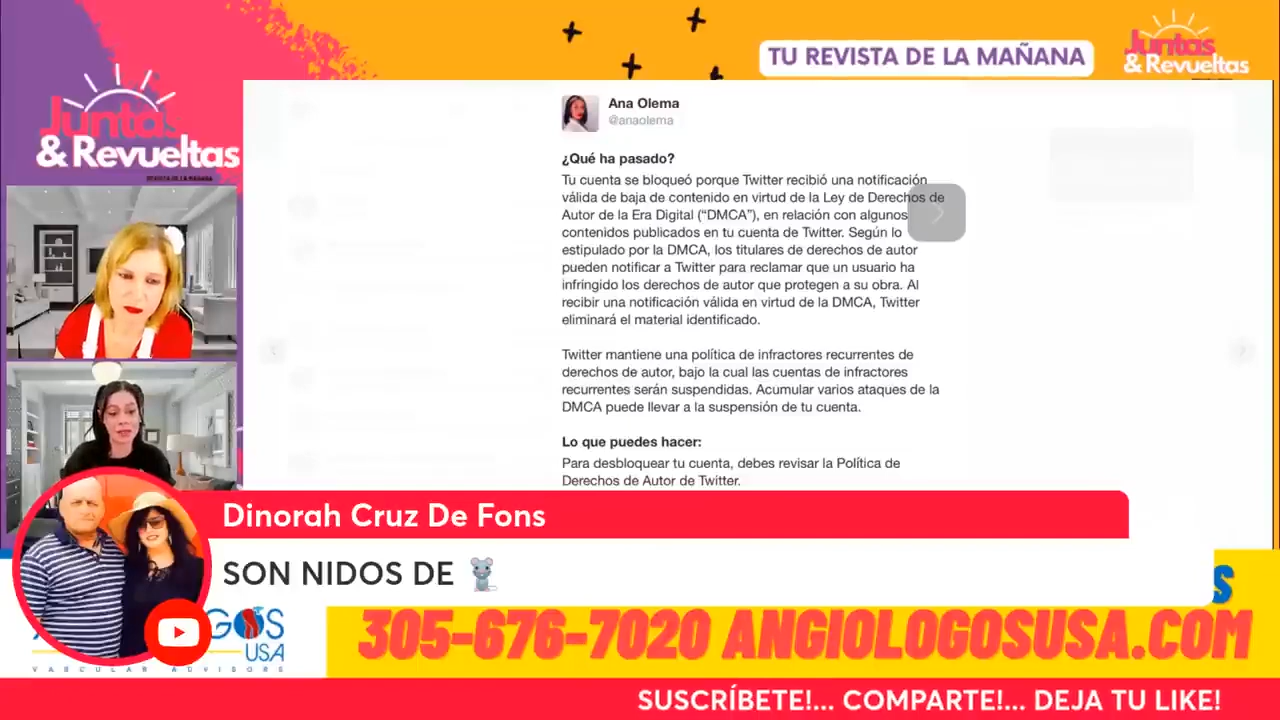 TU REVISTA DE LA MAÑANA
Juntas
& Revueltas
Juntas
& Revueltas
REVISTA DE LA MAÑANA
Ana Olema
@anaolema
¿Qué ha pasado?
Tu cuenta se bloqueó porque Twitter recibió una notificación
válida de baja de contenido en virtud de la Ley de Derechos de
Autor de la Era Digital (“DMCA”), en relación con algunos
contenidos publicados en tu cuenta de Twitter. Según lo
estipulado por la DMCA, los titulares de derechos de autor
pueden notificar a Twitter para reclamar que un usuario ha
infringido los derechos de autor que protegen a su obra. Al
recibir una notificación válida en virtud de la DMCA, Twitter
eliminará el material identificado.
Twitter mantiene una política de infractores recurrentes de
derechos de autor, bajo la cual las cuentas de infractores
recurrentes serán suspendidas. Acumular varios ataques de la
DMCA puede llevar a la suspensión de tu cuenta.
Lo que puedes hacer:
Para desbloquear tu cuenta, debes revisar la Política de
Derechos de Autor de Twitter.
Dinorah Cruz De Fons
SON NIDOS DE 🐁
GOS
USA
VASCULAR ADVISORS
305-676-7020 ANGIOLOGOSUSA.COM
SUSCRÍBETE!... COMPARTE!... DEJA TU LIKE!